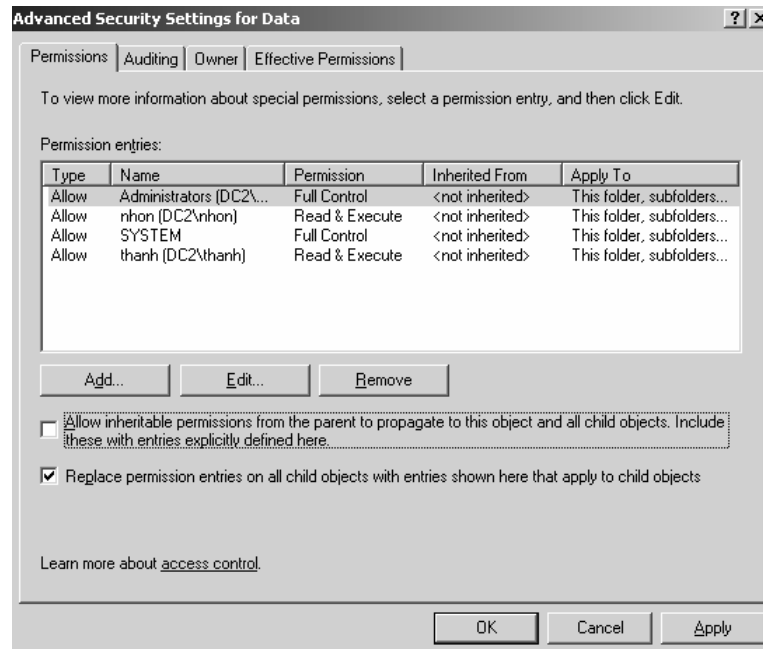 Advanced Security Settings for Data
Permissions Auditing Owner Effective Permissions
To view more information about special permissions, select a permission entry, and then click Edit.
Permission entries:
Type Name Permission Inherited From Apply To
Allow Administrators (DC2\... Full Control <not inherited> This folder, subfolders...
Allow nhon (DC2\nhon) Read & Execute <not inherited> This folder, subfolders...
Allow SYSTEM Full Control <not inherited> This folder, subfolders...
Allow thanh (DC2\thanh) Read & Execute <not inherited> This folder, subfolders...
Add... Edit... Remove
Allow inheritable permissions from the parent to propagate to this object and all child objects. Include
these with entries explicitly defined here.
Replace permission entries on all child objects with entries shown here that apply to child objects
Learn more about access control.
OK Cancel Apply